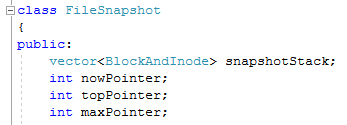 class FileSnapshot
{
public:
vector<BlockAndInode> snapshotStack;
int nowPointer;
int topPointer;
int maxPointer;